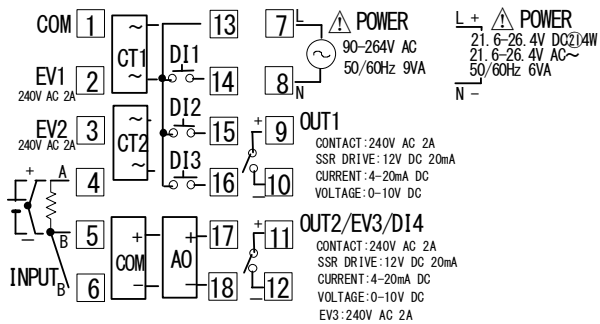 COM 1
EV1 2
240V AC 2A
EV2 3
240V AC 2A
4
5
6
INPUT
+
−
A
B
B
~
CT1
~
~
CT2
~
+
COM
−
+
AO
−
13
DI1
14
DI2
15
DI3
16
17
18
7 L
8 N
⚠ POWER
90-264V AC
50/60Hz 9VA
L + ⚠ POWER
21.6-26.4V DC 4W
21.6-26.4V AC~
50/60Hz 6VA
N −
+
9
10
−
OUT1
CONTACT:240V AC 2A
SSR DRIVE:12V DC 20mA
CURRENT:4-20mA DC
VOLTAGE:0-10V DC
+
11
12
−
OUT2/EV3/DI4
CONTACT:240V AC 2A
SSR DRIVE:12V DC 20mA
CURRENT:4-20mA DC
VOLTAGE:0-10V DC
EV3:240V AC 2A